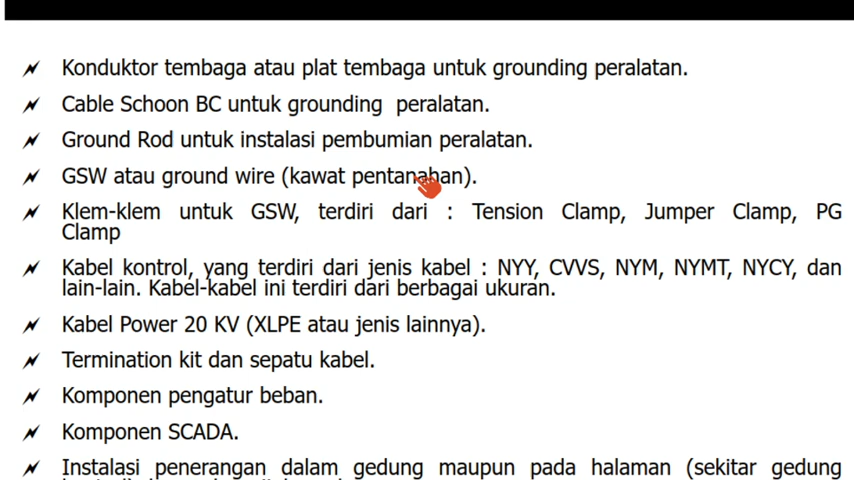 Konduktor tembaga atau plat tembaga untuk grounding peralatan.
Cable Schoon BC untuk grounding peralatan.
Ground Rod untuk instalasi pembumian peralatan.
GSW atau ground wire (kawat pentanahan).
Klem-klem untuk GSW, terdiri dari : Tension Clamp, Jumper Clamp, PG
Clamp
Kabel kontrol, yang terdiri dari jenis kabel : NYY, CVVS, NYM, NYMT, NYCY, dan
lain-lain. Kabel-kabel ini terdiri dari berbagai ukuran.
Kabel Power 20 KV (XLPE atau jenis lainnya).
Termination kit dan sepatu kabel.
Komponen pengatur beban.
Komponen SCADA.
Instalasi penerangan dalam gedung maupun pada halaman (sekitar gedung